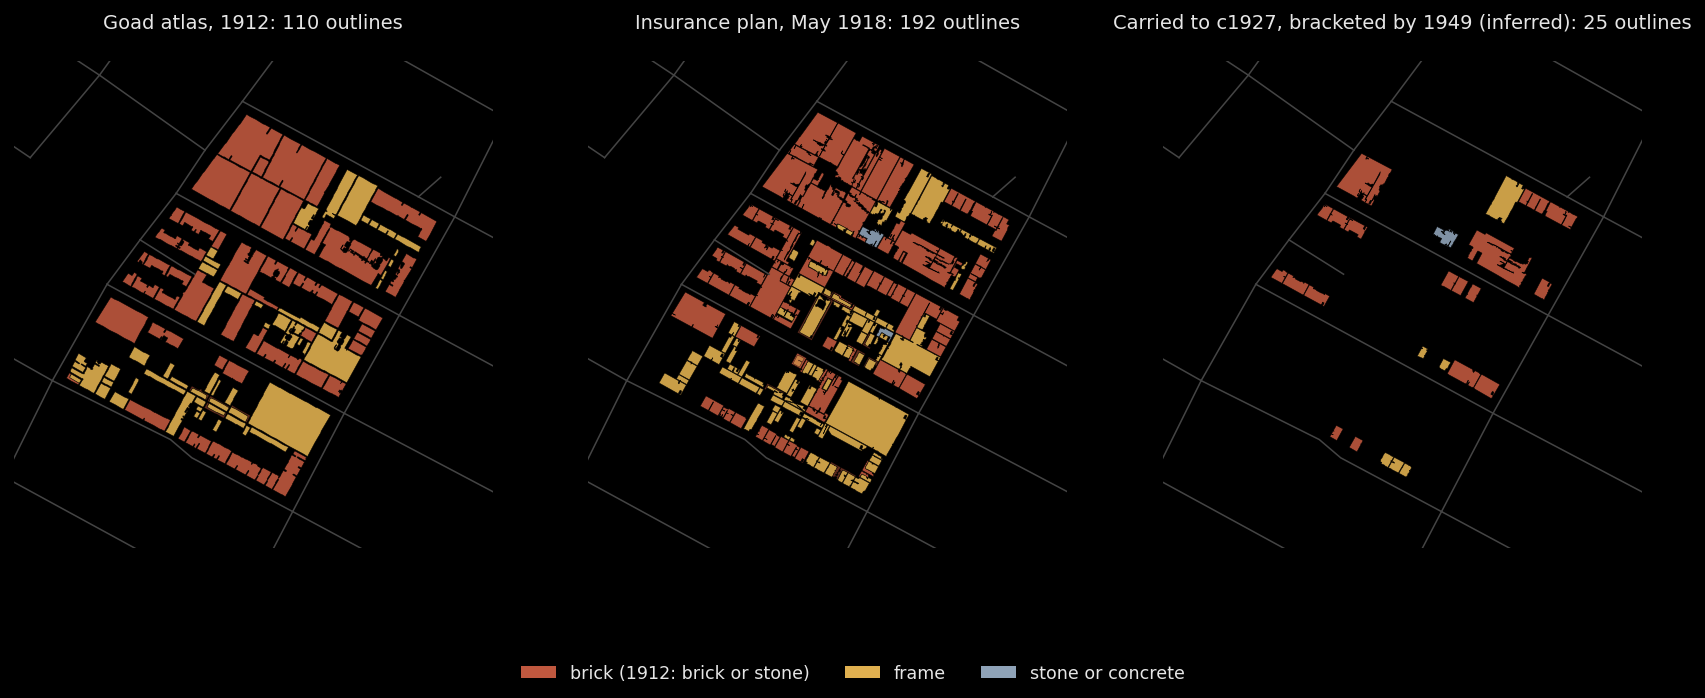 Goad atlas, 1912: 110 outlines
Insurance plan, May 1918: 192 outlines
Carried to c1927, bracketed by 1949 (inferred): 25 outlines
brick (1912: brick or stone)
frame
stone or concrete